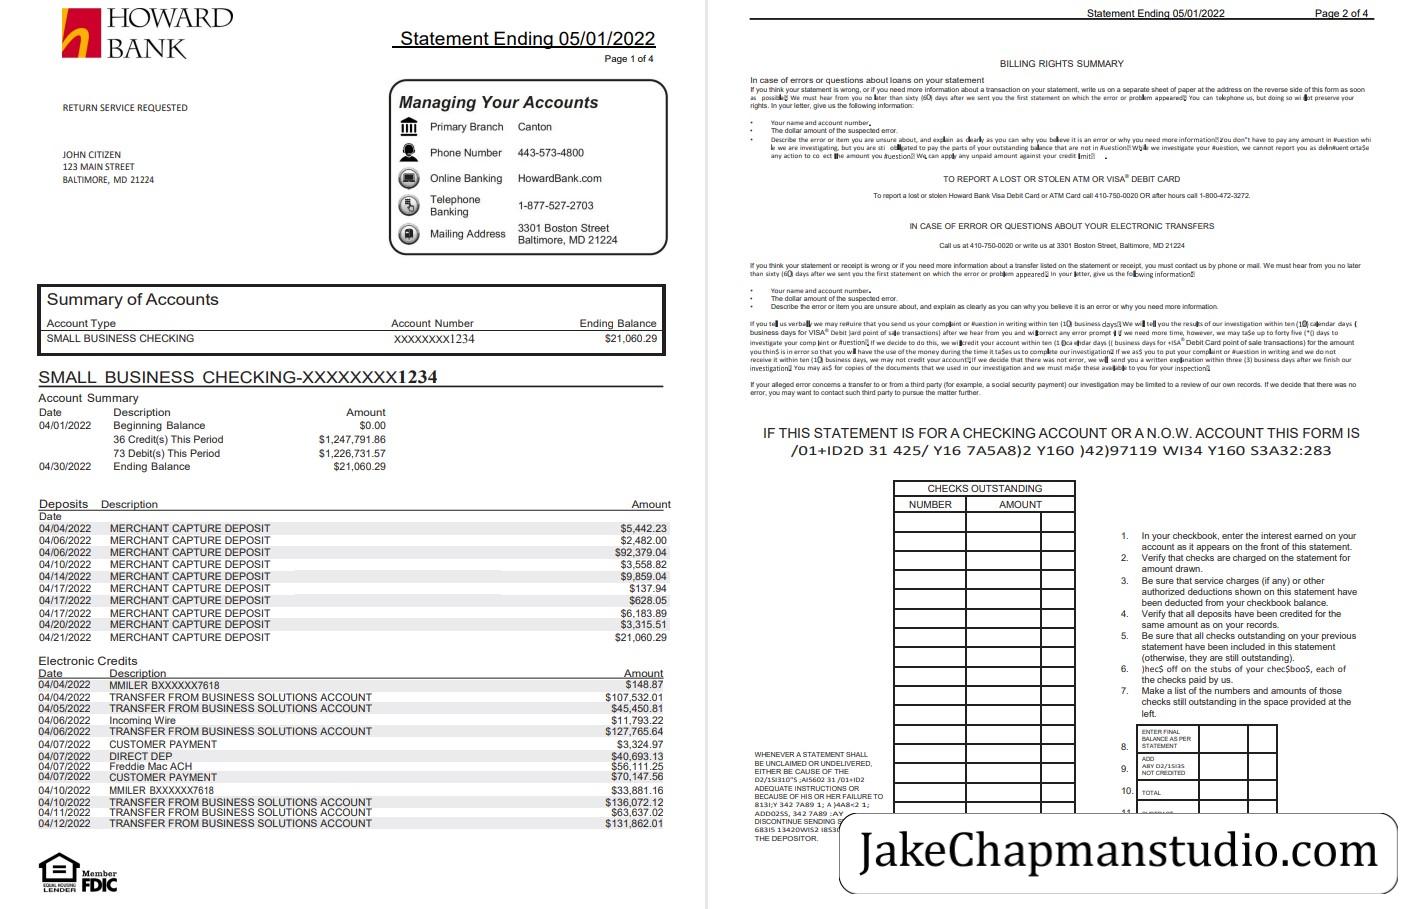 HOWARD
BANK
Statement Ending 05/01/2022
Page 1 of 4
RETURN SERVICE REQUESTED
JOHN CITIZEN
123 MAIN STREET
BALTIMORE, MD 21224
Managing Your Accounts
Primary Branch Canton
Phone Number 443-573-4800
Online Banking HowardBank.com
Telephone
Banking 1-877-527-2703
Mailing Address 3301 Boston Street
Baltimore, MD 21224
Summary of Accounts
Account Type Account Number Ending Balance
SMALL BUSINESS CHECKING XXXXXXXX1234 $21,060.29
SMALL BUSINESS CHECKING-XXXXXXXX1234
Account Summary
Date Description Amount
04/01/2022 Beginning Balance $0.00
36 Credit(s) This Period $1,247,791.86
73 Debit(s) This Period $1,226,731.57
04/30/2022 Ending Balance $21,060.29
Deposits Description Amount
Date
04/04/2022 MERCHANT CAPTURE DEPOSIT $5,442.23
04/06/2022 MERCHANT CAPTURE DEPOSIT $2,482.00
04/06/2022 MERCHANT CAPTURE DEPOSIT $92,379.04
04/10/2022 MERCHANT CAPTURE DEPOSIT $3,558.82
04/14/2022 MERCHANT CAPTURE DEPOSIT $9,859.04
04/17/2022 MERCHANT CAPTURE DEPOSIT $137.94
04/17/2022 MERCHANT CAPTURE DEPOSIT $628.05
04/17/2022 MERCHANT CAPTURE DEPOSIT $6,183.89
04/20/2022 MERCHANT CAPTURE DEPOSIT $3,315.51
04/21/2022 MERCHANT CAPTURE DEPOSIT $21,060.29
Electronic Credits
Date Description Amount
04/04/2022 MMILER BXXXXXX7618 $148.87
04/04/2022 TRANSFER FROM BUSINESS SOLUTIONS ACCOUNT $107,532.01
04/05/2022 TRANSFER FROM BUSINESS SOLUTIONS ACCOUNT $45,450.81
04/06/2022 Incoming Wire $11,793.22
04/06/2022 TRANSFER FROM BUSINESS SOLUTIONS ACCOUNT $127,765.64
04/07/2022 CUSTOMER PAYMENT $3,324.97
04/07/2022 DIRECT DEP $40,693.13
04/07/2022 Freddie Mac ACH $56,111.25
04/07/2022 CUSTOMER PAYMENT $70,147.56
04/10/2022 MMILER BXXXXXX7618 $33,881.16
04/10/2022 TRANSFER FROM BUSINESS SOLUTIONS ACCOUNT $136,072.12
04/11/2022 TRANSFER FROM BUSINESS SOLUTIONS ACCOUNT $63,637.02
04/12/2022 TRANSFER FROM BUSINESS SOLUTIONS ACCOUNT $131,862.01
EQUAL HOUSING
LENDER
Member
FDIC
Statement Ending 05/01/2022 Page 2 of 4
BILLING RIGHTS SUMMARY
In case of errors or questions about loans on your statement
If you think your statement is wrong, or if you need more information about a transaction on your statement, write us on a separate sheet of paper at the address on the reverse side of this form as soon
as possible We must hear from you no later than sixty (60) days after we sent you the first statement on which the error or problem appeared You can telephone us, but doing so wi not preserve your
rights. In your letter, give us the following information:
• Your name and account number.
• The dollar amount of the suspected error.
• Describe the error or item you are unsure about, and explain as clearly as you can why you believe it is an error or why you need more information You don"t have to pay any amount in #uestion whi
le we are investigating, but you are sti obligated to pay the parts of your outstanding balance that are not in #uestion While we investigate your #uestion, we cannot report you as delin#uent orta$e
any action to co ect the amount you #uestion We can apply any unpaid amount against your credit limit .
TO REPORT A LOST OR STOLEN ATM OR VISA® DEBIT CARD
To report a lost or stolen Howard Bank Visa Debit Card or ATM Card call 410-750-0020 OR after hours call 1-800-472-3272.
IN CASE OF ERROR OR QUESTIONS ABOUT YOUR ELECTRONIC TRANSFERS
Call us at 410-750-0020 or write us at 3301 Boston Street, Baltimore, MD 21224
If you think your statement or receipt is wrong or if you need more information about a transfer listed on the statement or receipt, you must contact us by phone or mail. We must hear from you no later
than sixty (60) days after we sent you the first statement on which the error or problem appeared In your letter, give us the following information
• Your name and account number.
• The dollar amount of the suspected error.
• Describe the error or item you are unsure about, and explain as clearly as you can why you believe it is an error or why you need more information.
If you tell us verbally we may re#uire that you send us your complaint or #uestion in writing within ten (10) business days We will tell you the results of our investigation within ten (10) calendar days (
business days for VISA® Debit )ard point of sale transactions) after we hear from you and will correct any error prompt If we need more time, however, we may ta$e up to forty five (*() days to
investigate your complaint or #uestion If we decide to do this, we will credit your account within ten (10 ca endar days (( business days for +ISA® Debit Card point of sale transactions) for the amount
you thin$ is in error so that you will have the use of the money during the time it ta$es us to complete our investigation If we as$ you to put your complaint or #uestion in writing and we do not
receive it within ten (10) business days, we may not credit your account If we decide that there was not error, we will send you a written explanation within three (3) business days after we finish our
investigation You may as$ for copies of the documents that we used in our investigation and we must ma$e these available to you for your inspection
If your alleged error concerns a transfer to or from a third party (for example, a social security payment) our investigation may be limited to a review of our own records. If we decide that there was no
error, you may want to contact such third party to pursue the matter further.
IF THIS STATEMENT IS FOR A CHECKING ACCOUNT OR A N.O.W. ACCOUNT THIS FORM IS
/01+ID2D 31 425/ Y16 7A5A8)2 Y160 )42)97119 WI34 Y160 S3A32:283
CHECKS OUTSTANDING
NUMBER AMOUNT
1. In your checkbook, enter the interest earned on your
account as it appears on the front of this statement.
2. Verify that checks are charged on the statement for
amount drawn.
3. Be sure that service charges (if any) or other
authorized deductions shown on this statement have
been deducted from your checkbook balance.
4. Verify that all deposits have been credited for the
same amount as on your records.
5. Be sure that all checks outstanding on your previous
statement have been included in this statement
(otherwise, they are still outstanding).
6. )hec$ off on the stubs of your chec$boo$, each of
the checks paid by us.
7. Make a list of the numbers and amounts of those
checks still outstanding in the space provided at the
left.
8. ENTER FINAL
BALANCE AS PER
STATEMENT
9. ADD
ABY D2/15I35
NOT CREDITED
10. TOTAL
WHENEVER A STATEMENT SHALL
BE UNCLAIMED OR UNDELIVERED,
EITHER BE CAUSE OF THE
D2/15I310"S ;AI5602 31 /01+ID2
ADEQUATE INSTRUCTIONS OR
BECAUSE OF HIS OR HER FAILURE TO
813I;Y 342 7A89 1; A )4A8<2 1;
ADD02SS, 342 7A89 :AY
DISCONTINUE SENDING S
683I5 13420WIS2 I8S30
THE DEPOSITOR.
JakeChapmanstudio.com